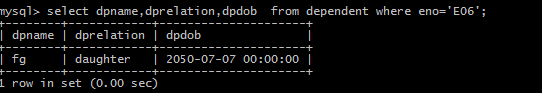 mysql> select dpname,dprelation,dpdob  from dependent where eno='E06';
+--------+------------+---------------------+
| dpname | dprelation | dpdob               |
+--------+------------+---------------------+
| fg     | daughter   | 2050-07-07 00:00:00 |
+--------+------------+---------------------+
1 row in set (0.00 sec)